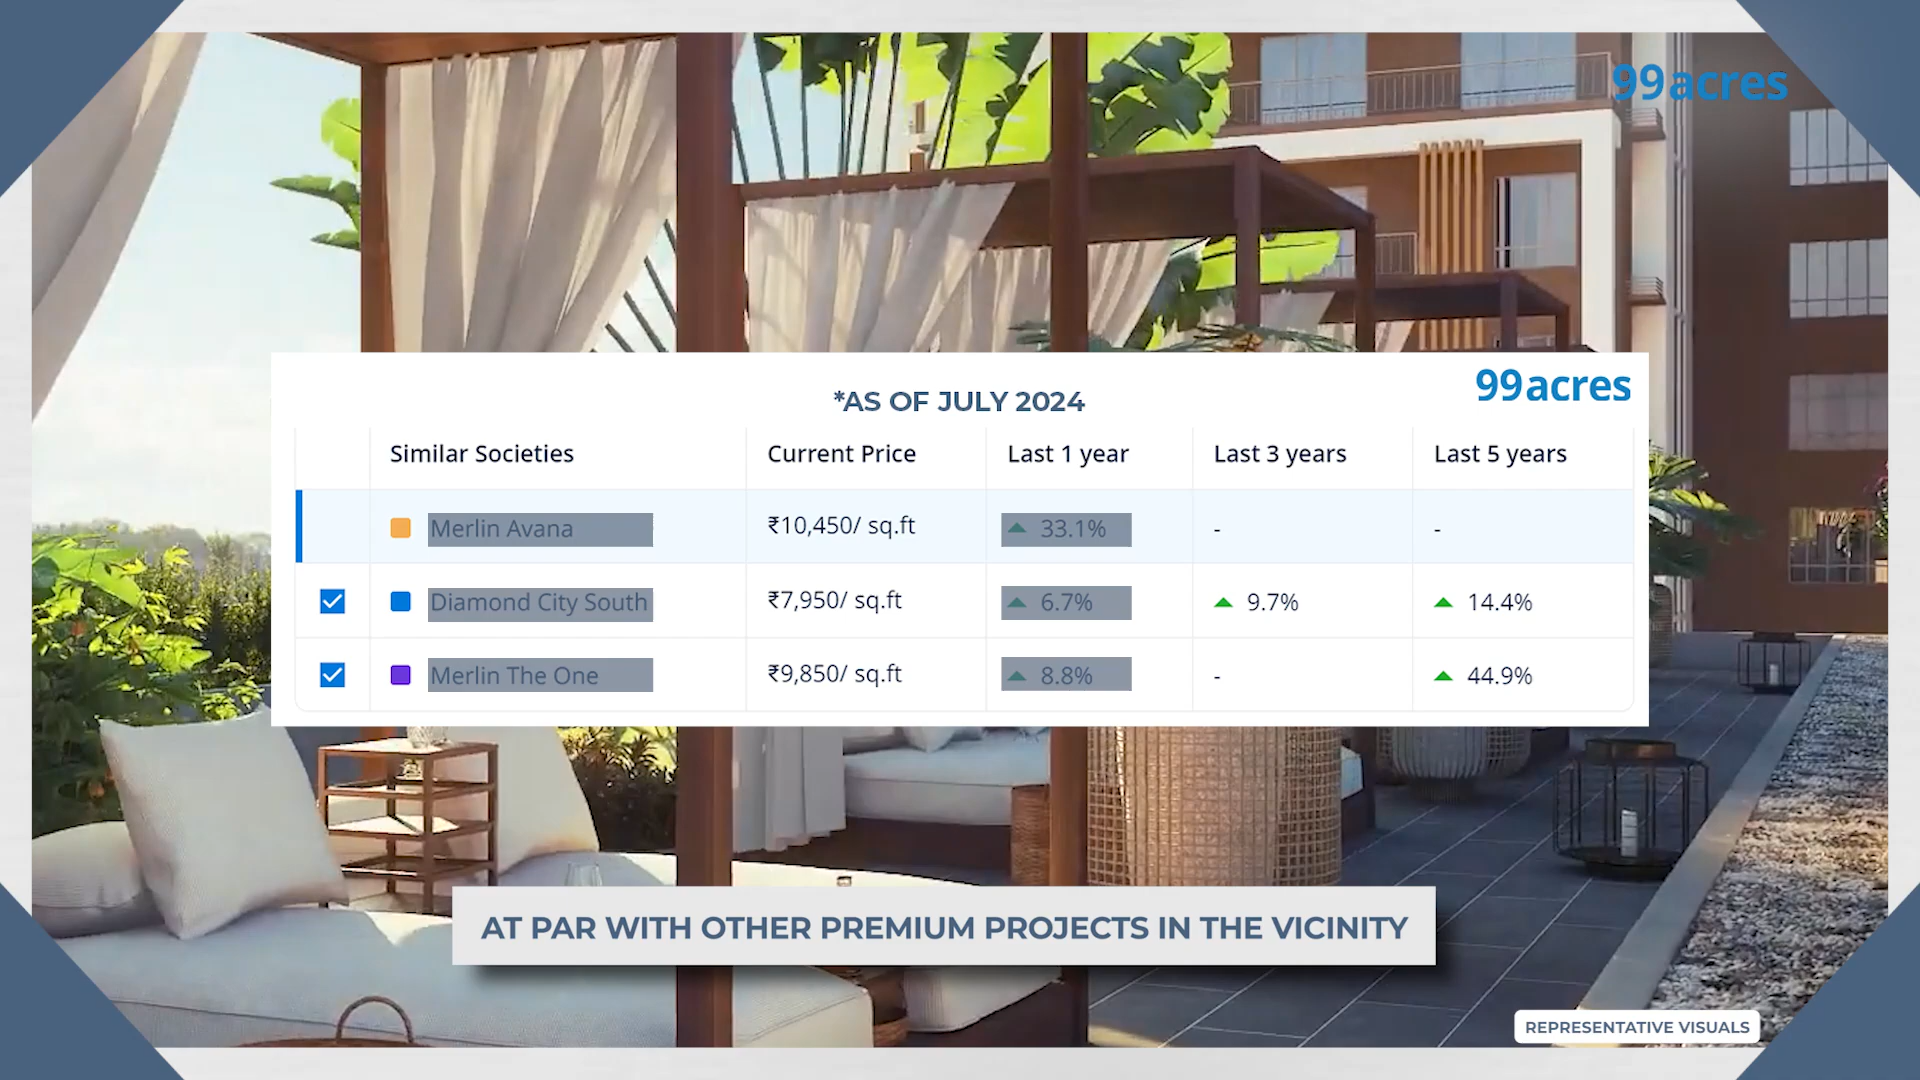 99acres
*AS OF JULY 2024
99acres
Similar Societies Current Price Last 1 year Last 3 years Last 5 years
Merlin Avana ₹10,450/ sq.ft 33.1% - -
Diamond City South ₹7,950/ sq.ft 6.7% 9.7% 14.4%
Merlin The One ₹9,850/ sq.ft 8.8% - 44.9%
AT PAR WITH OTHER PREMIUM PROJECTS IN THE VICINITY
REPRESENTATIVE VISUALS